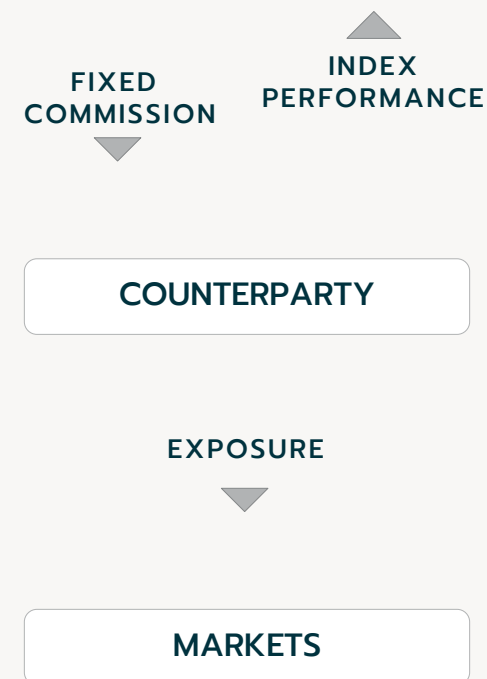 FIXED
COMMISSION
INDEX
PERFORMANCE
COUNTERPARTY
EXPOSURE
MARKETS